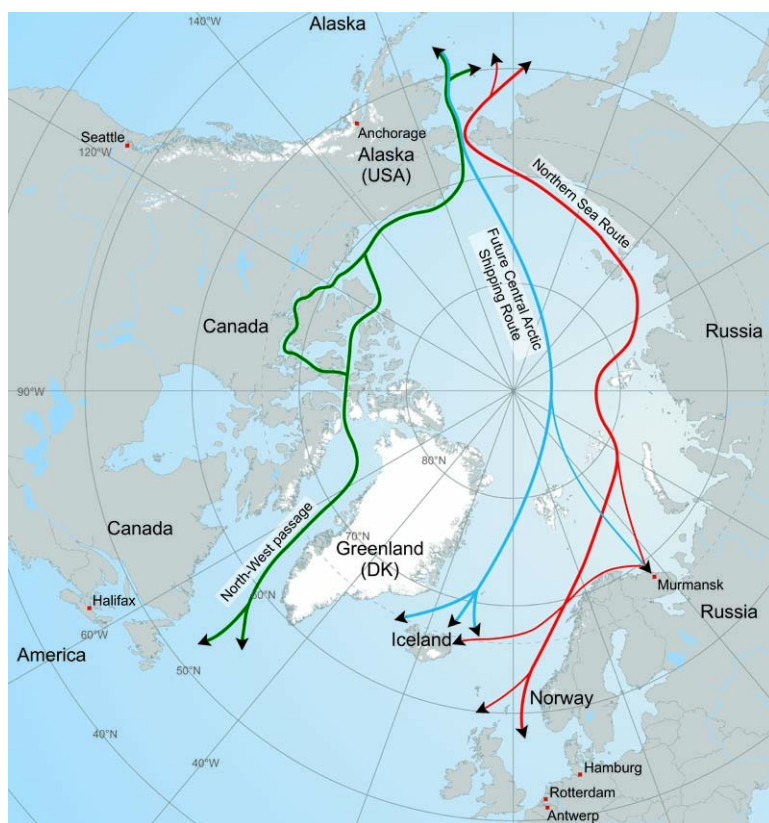 140°W
Alaska
Seattle
120°W
Anchorage
Alaska
(USA)
Northern Sea Route
Future Central Arctic
Shipping Route
Canada
Russia
90°W
80°N
North-West passage
70°N
Canada
Greenland
(DK)
60°N
Murmansk
Halifax
60°W
Russia
Iceland
America
50°N
Norway
40°N
40°W
Hamburg
Rotterdam
Antwerp